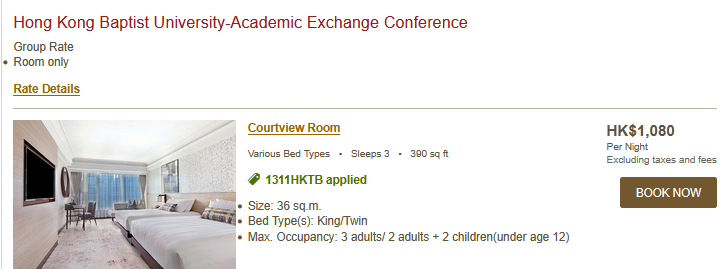 Hong Kong Baptist University-Academic Exchange Conference
Group Rate
• Room only
Rate Details
Courtview Room
Various Bed Types • Sleeps 3 • 390 sq ft
1311HKTB applied
• Size: 36 sq.m.
• Bed Type(s): King/Twin
• Max. Occupancy: 3 adults/ 2 adults + 2 children(under age 12)
HK$1,080
Per Night
Excluding taxes and fees
BOOK NOW